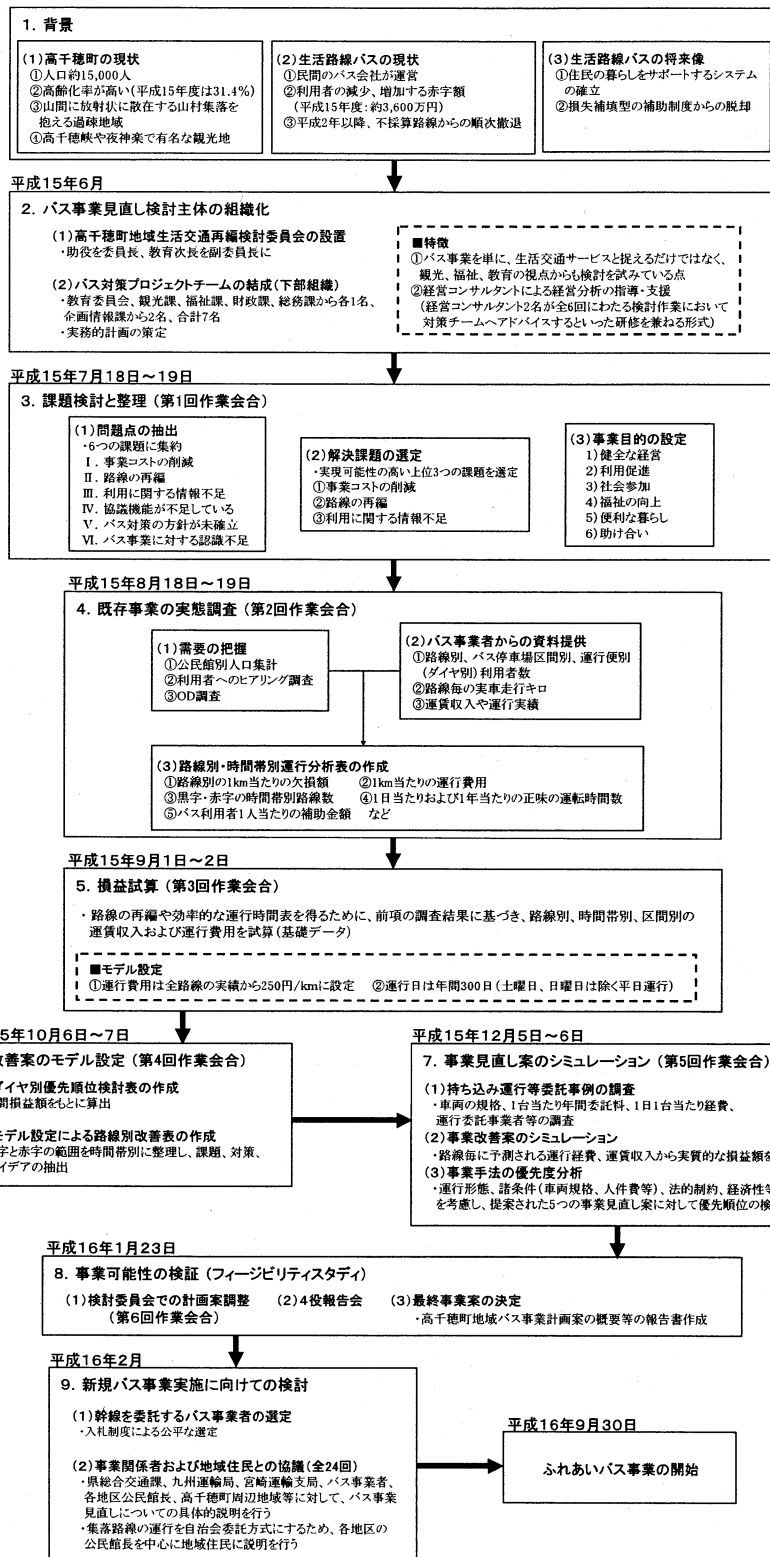 1. 背景
(1)高千穂町の現状
①人口約15,000人
②高齢化率が高い(平成15年度は31.4%)
③山間に放射状に散在する山村集落を
抱える過疎地域
④高千穂峡や夜神楽で有名な観光地
(2)生活路線バスの現状
①民間のバス会社が運営
②利用者の減少、増加する赤字額
(平成15年度:約3,600万円)
③平成2年以降、不採算路線からの順次撤退
(3)生活路線バスの将来像
①住民の暮らしをサポートするシステム
の確立
②損失補填型の補助制度からの脱却
平成15年6月
2. バス事業見直し検討主体の組織化
(1)高千穂町地域生活交通再編検討委員会の設置
・助役を委員長、教育次長を副委員長に
(2)バス対策プロジェクトチームの結成(下部組織)
・教育委員会、観光課、福祉課、財政課、総務課から各1名、
企画情報課から2名、合計7名
・実務的計画の策定
■特徴
①バス事業を単に、生活交通サービスと捉えるだけではなく、
観光、福祉、教育の視点からも検討を試みている点
②経営コンサルタントによる経営分析の指導・支援
(経営コンサルタント2名が全6回にわたる検討作業において
対策チームへアドバイスするといった研修を兼ねる形式)
平成15年7月18日~19日
3. 課題検討と整理(第1回作業会合)
(1)問題点の抽出
・6つの課題に集約
Ⅰ. 事業コストの削減
Ⅱ. 路線の再編
Ⅲ. 利用に関する情報不足
Ⅳ. 協議機能が不足している
Ⅴ. バス対策の方針が未確立
Ⅵ. バス事業に対する認識不足
(2)解決課題の選定
・実現可能性の高い上位3つの課題を選定
①事業コストの削減
②路線の再編
③利用に関する情報不足
(3)事業目的の設定
1)健全な経営
2)利用促進
3)社会参加
4)福祉の向上
5)便利な暮らし
6)助け合い
平成15年8月18日~19日
4. 既存事業の実態調査(第2回作業会合)
(1)需要の把握
①公民館別人口集計
②利用者へのヒアリング調査
③OD調査
(2)バス事業者からの資料提供
①路線別、バス停車場区間別、運行便別
(ダイヤ別)利用者数
②路線毎の実車走行キロ
③運賃収入や運行実績
(3)路線別・時間帯別運行分析表の作成
①路線別の1km当たりの欠損額 ②1km当たりの運行費用
③黒字・赤字の時間帯別路線数 ④1日当たりおよび1年当たりの正味の運転時間数
⑤バス利用者1人当たりの補助金額 など
平成15年9月1日~2日
5. 損益試算(第3回作業会合)
・路線の再編や効率的な運行時間表を得るために、前項の調査結果に基づき、路線別、時間帯別、区間別の
運賃収入および運行費用を試算(基礎データ)
■モデル設定
①運行費用は全路線の実績から250円/kmに設定 ②運行日は年間300日(土曜日、日曜日は除く平日運行)
5年10月6日~7日
改善案のモデル設定(第4回作業会合)
ダイヤ別優先順位検討表の作成
間損益額をもとに算出
モデル設定による路線別改善表の作成
字と赤字の範囲を時間帯別に整理し、課題、対策、
イデアの抽出
平成15年12月5日~6日
7. 事業見直し案のシミュレーション(第5回作業会合)
(1)持ち込み運行等委託事例の調査
・車両の規格、1台当たり年間委託料、1日1台当たり経費、
運行委託事業者等の調査
(2)事業改善案のシミュレーション
・路線毎に予測される運行経費、運賃収入から実質的な損益額を
(3)事業手法の優先度分析
・運行形態、諸条件(車両規格、人件費等)、法的制約、経済性等
を考慮し、提案された5つの事業見直し案に対して優先順位の検
平成16年1月23日
8. 事業可能性の検証(フィージビリティスタディ)
(1)検討委員会での計画案調整 (2)4役報告会 (3)最終事業案の決定
(第6回作業会合)
・高千穂町地域バス事業計画案の概要等の報告書作成
平成16年2月
9. 新規バス事業実施に向けての検討
(1)幹線を委託するバス事業者の選定
・入札制度による公平な選定
(2)事業関係者および地域住民との協議(全24回)
・県総合交通課、九州運輸局、宮崎運輸支局、バス事業者、
各地区公民館長、高千穂町周辺地域等に対して、バス事業
見直しについての具体的説明を行う
・集落路線の運行を自治会委託方式にするため、各地区の
公民館長を中心に地域住民に説明を行う
平成16年9月30日
ふれあいバス事業の開始